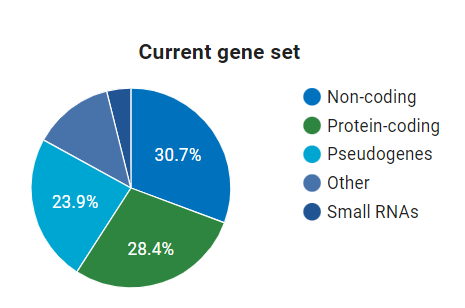 Current gene set
Non-coding
Protein-coding
Pseudogenes
Other
Small RNAs
30.7%
28.4%
23.9%